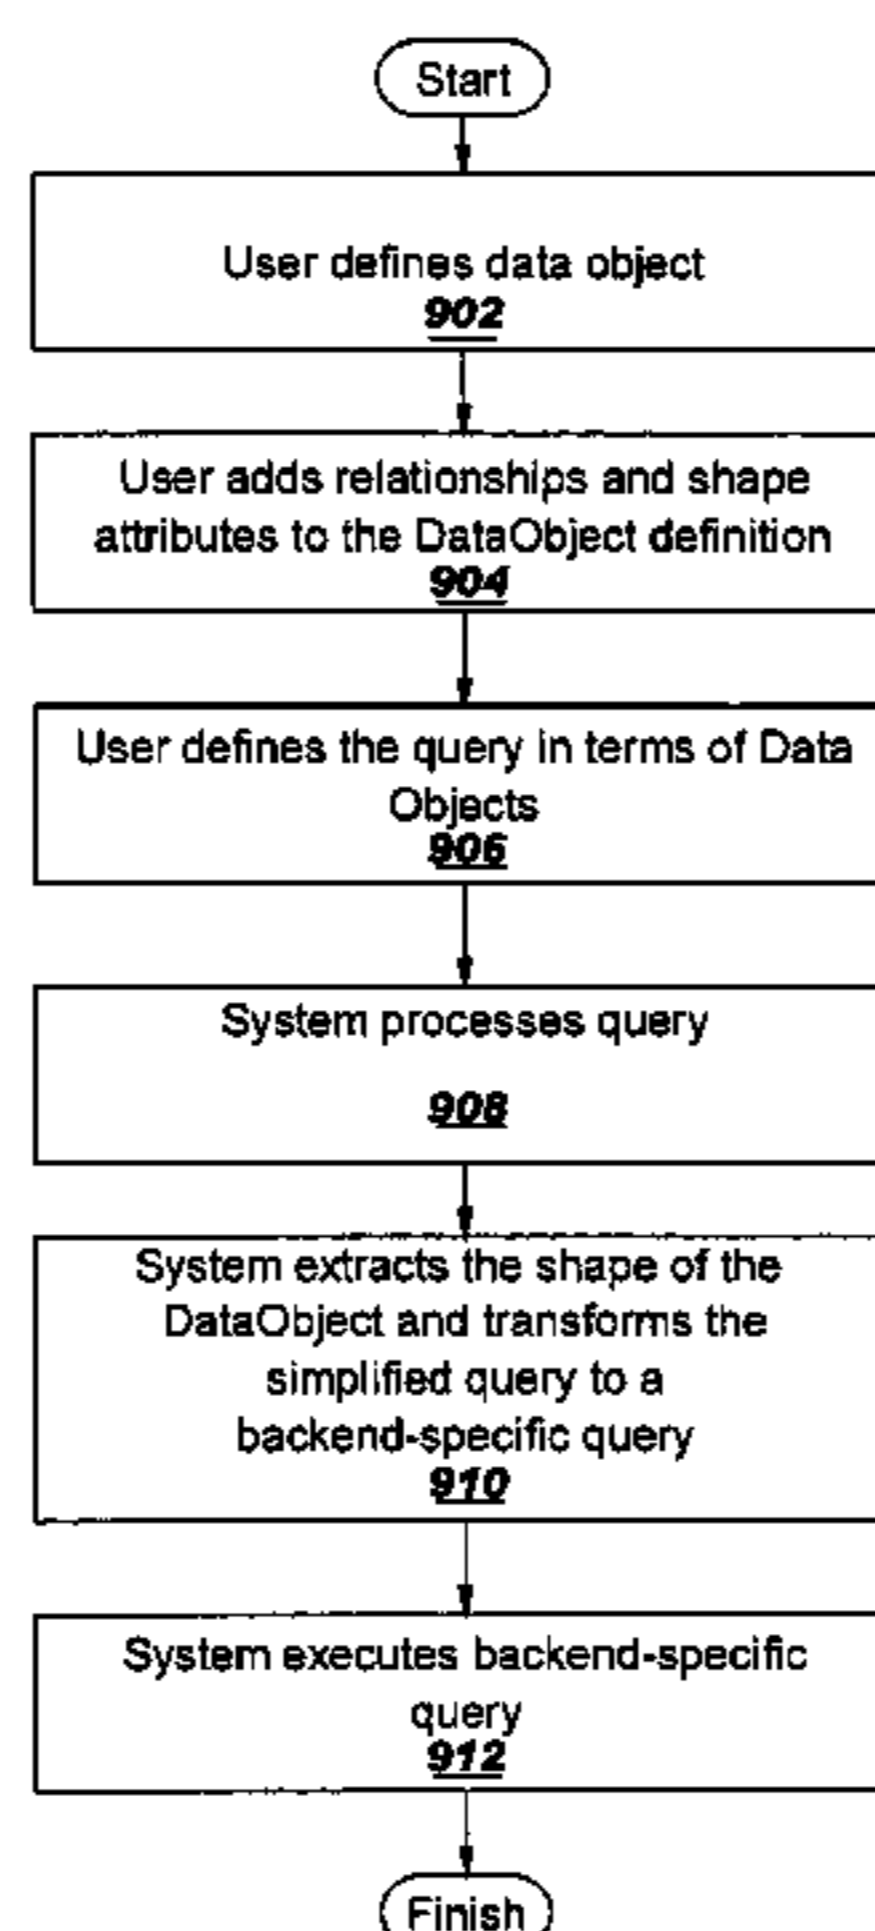 Start
User defines data object
902
User adds relationships and shape
attributes to the DataObject definition
904
User defines the query in terms of Data
Objects
906
System processes query
908
System extracts the shape of the
DataObject and transforms the
simplified query to a
backend-specific query
910
System executes backend-specific
query
912
Finish